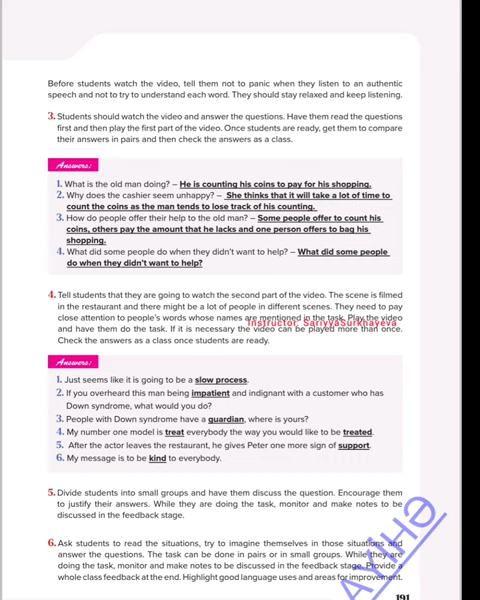 Before students watch the video, tell them not to panic when they listen to an authentic
speech and not to try to understand each word. They should stay relaxed and keep listening.
3. Students should watch the video and answer the questions. Have them read the questions
first and then play the first part of the video. Once students are ready, get them to compare
their answers in pairs and then check the answers as a class.
Answers:
1. What is the old man doing? – He is counting his coins to pay for his shopping.
2. Why does the cashier seem unhappy? – She thinks that it will take a lot of time to
count the coins as the man tends to lose track of his counting.
3. How do people offer their help to the old man? – Some people offer to count his
coins, others pay the amount that he lacks and one person offers to bag his
shopping.
4. What did some people do when they didn't want to help? – What did some people
do when they didn't want to help?
4. Tell students that they are going to watch the second part of the video. The scene is filmed
in the restaurant and there might be a lot of people in different scenes. They need to pay
close attention to people's words whose names are mentioned in the task. Play the video
Instructor: SariyyaSurkhayeva
and have them do the task. If it is necessary the video can be played more than once.
Check the answers as a class once students are ready.
Answers:
1. Just seems like it is going to be a slow process.
2. If you overheard this man being impatient and indignant with a customer who has
Down syndrome, what would you do?
3. People with Down syndrome have a guardian, where is yours?
4. My number one model is treat everybody the way you would like to be treated.
5. After the actor leaves the restaurant, he gives Peter one more sign of support.
6. My message is to be kind to everybody.
5. Divide students into small groups and have them discuss the question. Encourage them
to justify their answers. While they are doing the task, monitor and make notes to be
discussed in the feedback stage.
6. Ask students to read the situations, try to imagine themselves in those situations and
answer the questions. The task can be done in pairs or in small groups. While they are
doing the task, monitor and make notes to be discussed in the feedback stage. Provide a
whole class feedback at the end. Highlight good language uses and areas for improvement.
191